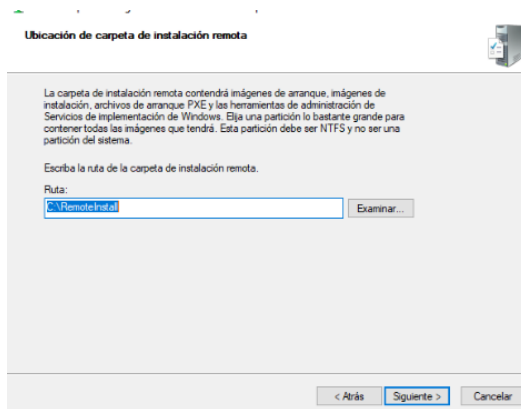 Ubicación de carpeta de instalación remota
La carpeta de instalación remota contendrá imágenes de arranque, imágenes de
instalación, archivos de arranque PXE y las herramientas de administración de
Servicios de implementación de Windows. Elija una partición lo bastante grande para
contener todas las imágenes que tendrá. Esta partición debe ser NTFS y no ser una
partición del sistema.
Escriba la ruta de la carpeta de instalación remota.
Ruta:
C:\RemoteInstall
Examinar...
< Atrás
Siguiente >
Cancelar